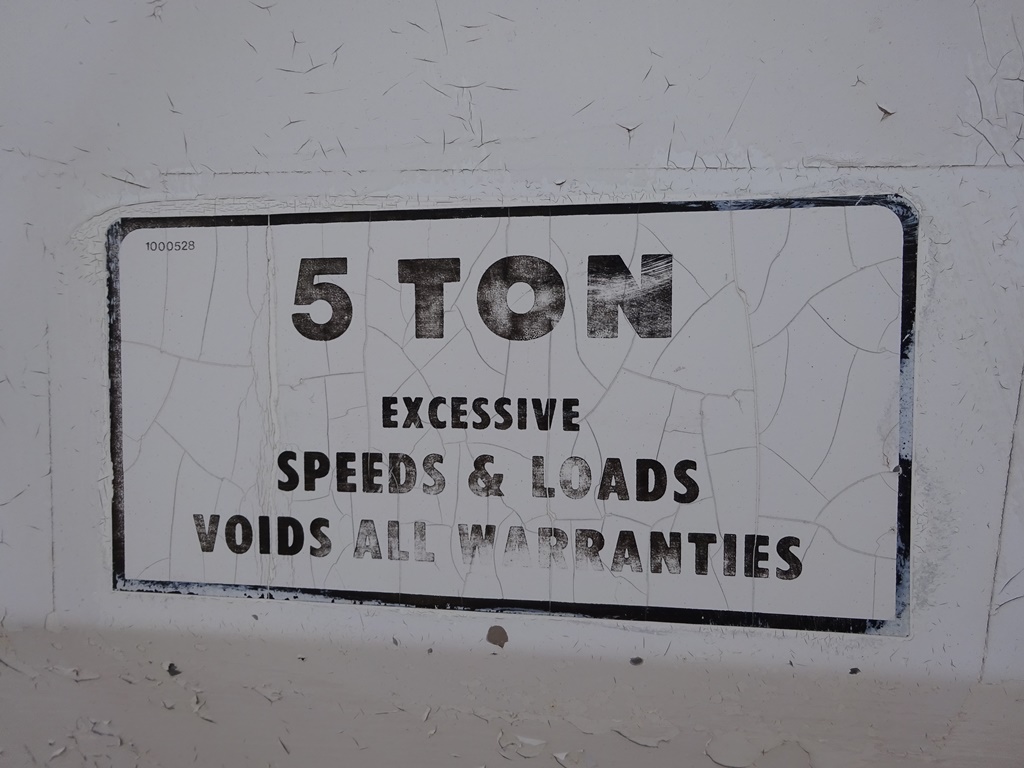 1000528
5 TON
EXCESSIVE
SPEEDS & LOADS
VOIDS ALL WARRANTIES